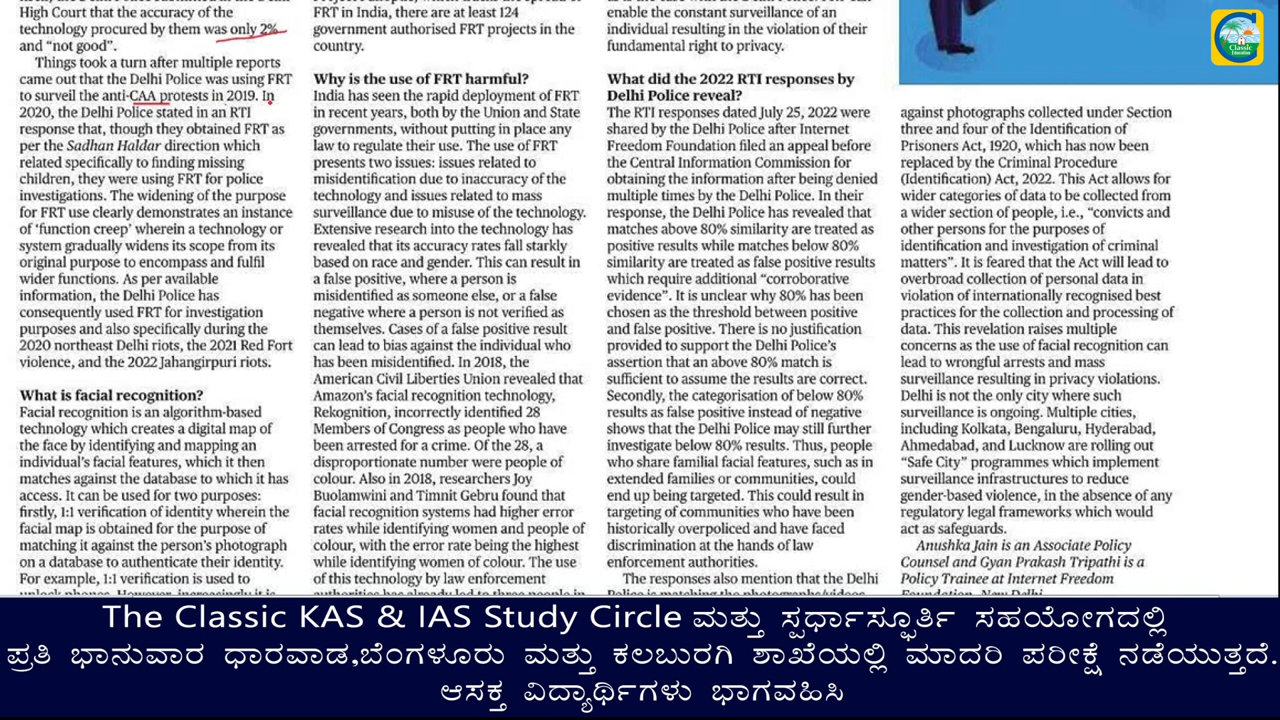 High Court that the accuracy of the
technology procured by them was only 2%
and “not good”.
Things took a turn after multiple reports
came out that the Delhi Police was using FRT
to surveil the anti-CAA protests in 2019. In
2020, the Delhi Police stated in an RTI
response that, though they obtained FRT as
per the Sadhan Haldar direction which
related specifically to finding missing
children, they were using FRT for police
investigations. The widening of the purpose
for FRT use clearly demonstrates an instance
of ‘function creep’ wherein a technology or
system gradually widens its scope from its
original purpose to encompass and fulfil
wider functions. As per available
information, the Delhi Police has
consequently used FRT for investigation
purposes and also specifically during the
2020 northeast Delhi riots, the 2021 Red Fort
violence, and the 2022 Jahangirpuri riots.
What is facial recognition?
Facial recognition is an algorithm-based
technology which creates a digital map of
the face by identifying and mapping an
individual’s facial features, which it then
matches against the database to which it has
access. It can be used for two purposes:
firstly, 1:1 verification of identity wherein the
facial map is obtained for the purpose of
matching it against the person’s photograph
on a database to authenticate their identity.
For example, 1:1 verification is used to
unlock phones. However, increasingly it is
FRT in India, there are at least 124
government authorised FRT projects in the
country.
Why is the use of FRT harmful?
India has seen the rapid deployment of FRT
in recent years, both by the Union and State
governments, without putting in place any
law to regulate their use. The use of FRT
presents two issues: issues related to
misidentification due to inaccuracy of the
technology and issues related to mass
surveillance due to misuse of the technology.
Extensive research into the technology has
revealed that its accuracy rates fall starkly
based on race and gender. This can result in
a false positive, where a person is
misidentified as someone else, or a false
negative where a person is not verified as
themselves. Cases of a false positive result
can lead to bias against the individual who
has been misidentified. In 2018, the
American Civil Liberties Union revealed that
Amazon’s facial recognition technology,
Rekognition, incorrectly identified 28
Members of Congress as people who have
been arrested for a crime. Of the 28, a
disproportionate number were people of
colour. Also in 2018, researchers Joy
Buolamwini and Timnit Gebru found that
facial recognition systems had higher error
rates while identifying women and people of
colour, with the error rate being the highest
while identifying women of colour. The use
of this technology by law enforcement
authorities has already led to three people in
enable the constant surveillance of an
individual resulting in the violation of their
fundamental right to privacy.
What did the 2022 RTI responses by
Delhi Police reveal?
The RTI responses dated July 25, 2022 were
shared by the Delhi Police after Internet
Freedom Foundation filed an appeal before
the Central Information Commission for
obtaining the information after being denied
multiple times by the Delhi Police. In their
response, the Delhi Police has revealed that
matches above 80% similarity are treated as
positive results while matches below 80%
similarity are treated as false positive results
which require additional “corroborative
evidence”. It is unclear why 80% has been
chosen as the threshold between positive
and false positive. There is no justification
provided to support the Delhi Police’s
assertion that an above 80% match is
sufficient to assume the results are correct.
Secondly, the categorisation of below 80%
results as false positive instead of negative
shows that the Delhi Police may still further
investigate below 80% results. Thus, people
who share familial facial features, such as in
extended families or communities, could
end up being targeted. This could result in
targeting of communities who have been
historically overpoliced and have faced
discrimination at the hands of law
enforcement authorities.
The responses also mention that the Delhi
Police is matching the photographs/videos
against photographs collected under Section
three and four of the Identification of
Prisoners Act, 1920, which has now been
replaced by the Criminal Procedure
(Identification) Act, 2022. This Act allows for
wider categories of data to be collected from
a wider section of people, i.e., “convicts and
other persons for the purposes of
identification and investigation of criminal
matters”. It is feared that the Act will lead to
overbroad collection of personal data in
violation of internationally recognised best
practices for the collection and processing of
data. This revelation raises multiple
concerns as the use of facial recognition can
lead to wrongful arrests and mass
surveillance resulting in privacy violations.
Delhi is not the only city where such
surveillance is ongoing. Multiple cities,
including Kolkata, Bengaluru, Hyderabad,
Ahmedabad, and Lucknow are rolling out
“Safe City” programmes which implement
surveillance infrastructures to reduce
gender-based violence, in the absence of any
regulatory legal frameworks which would
act as safeguards.
Anushka Jain is an Associate Policy
Counsel and Gyan Prakash Tripathi is a
Policy Trainee at Internet Freedom
Foundation, New Delhi
Classic
Education
The Classic KAS & IAS Study Circle ಮತ್ತು ಸ್ಪರ್ಧಾಸ್ಫೂರ್ತಿ ಸಹಯೋಗದಲ್ಲಿ
ಪ್ರತಿ ಭಾನುವಾರ ಧಾರವಾಡ,ಬೆಂಗಳೂರು ಮತ್ತು ಕಲಬುರಗಿ ಶಾಖೆಯಲ್ಲಿ ಮಾದರಿ ಪರೀಕ್ಷೆ ನಡೆಯುತ್ತದೆ.
ಆಸಕ್ತ ವಿದ್ಯಾರ್ಥಿಗಳು ಭಾಗವಹಿಸಿ